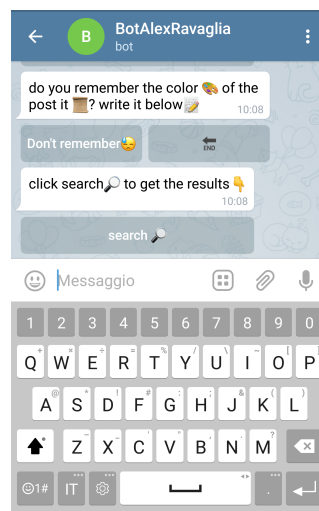 BotAlexRavaglia
bot
do you remember the color 🎨 of the
post it 📜? write it below📝
10:08
Don't remember😓
END
click search🔎 to get the results👇
10:08
search 🔎
Messaggio
1 2 3 4 5 6 7 8 9 0
Q W E R T Y U I O P
A S D F G H J K L
Z X C V B N M
☺1# IT .